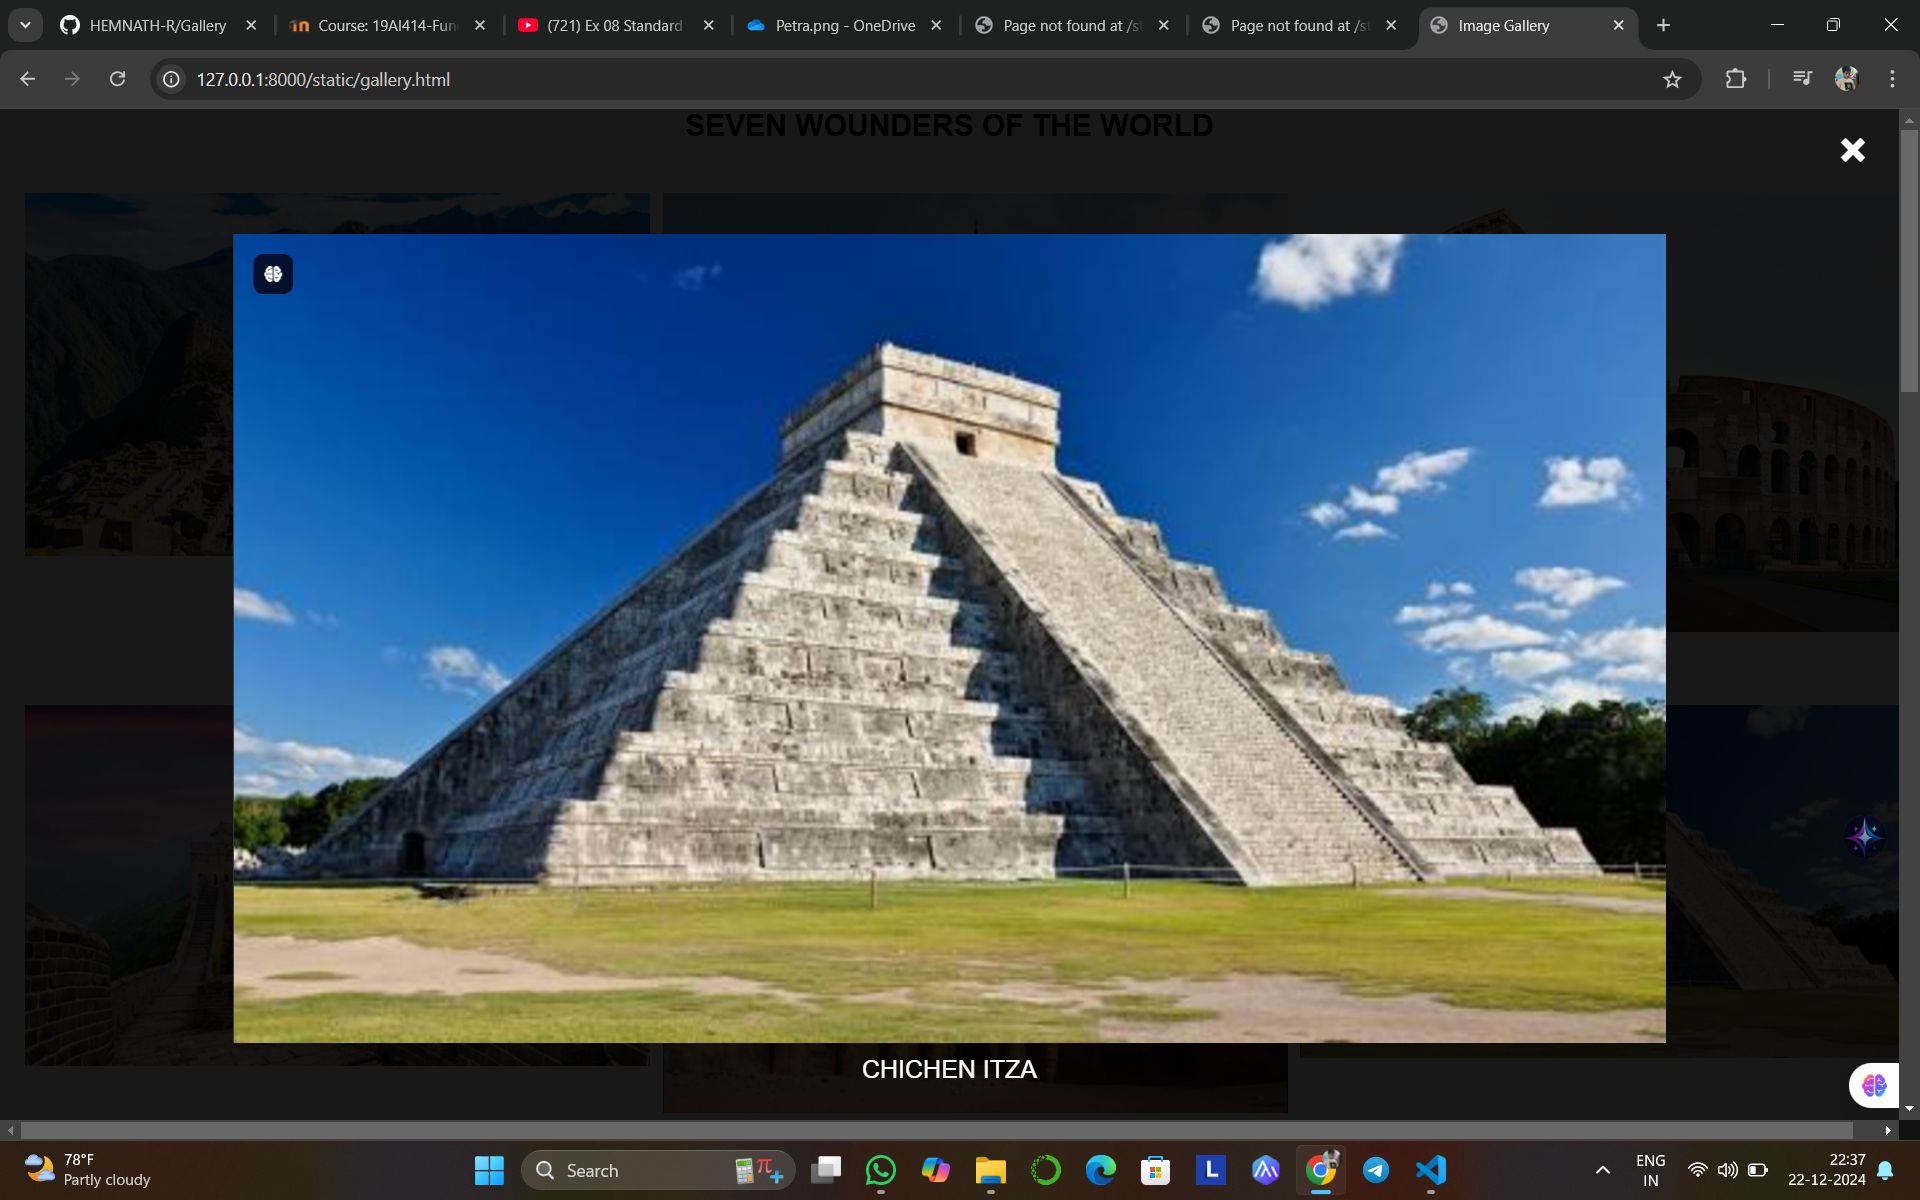 HEMNATH-R/Gallery
Course: 19AI414-Fun
(721) Ex 08 Standard
Petra.png - OneDrive
Page not found at /st
Page not found at /st
Image Gallery
127.0.0.1:8000/static/gallery.html
SEVEN WOUNDERS OF THE WORLD
CHICHEN ITZA
78°F
Partly cloudy
Search
L
ENG
IN
22:37
22-12-2024